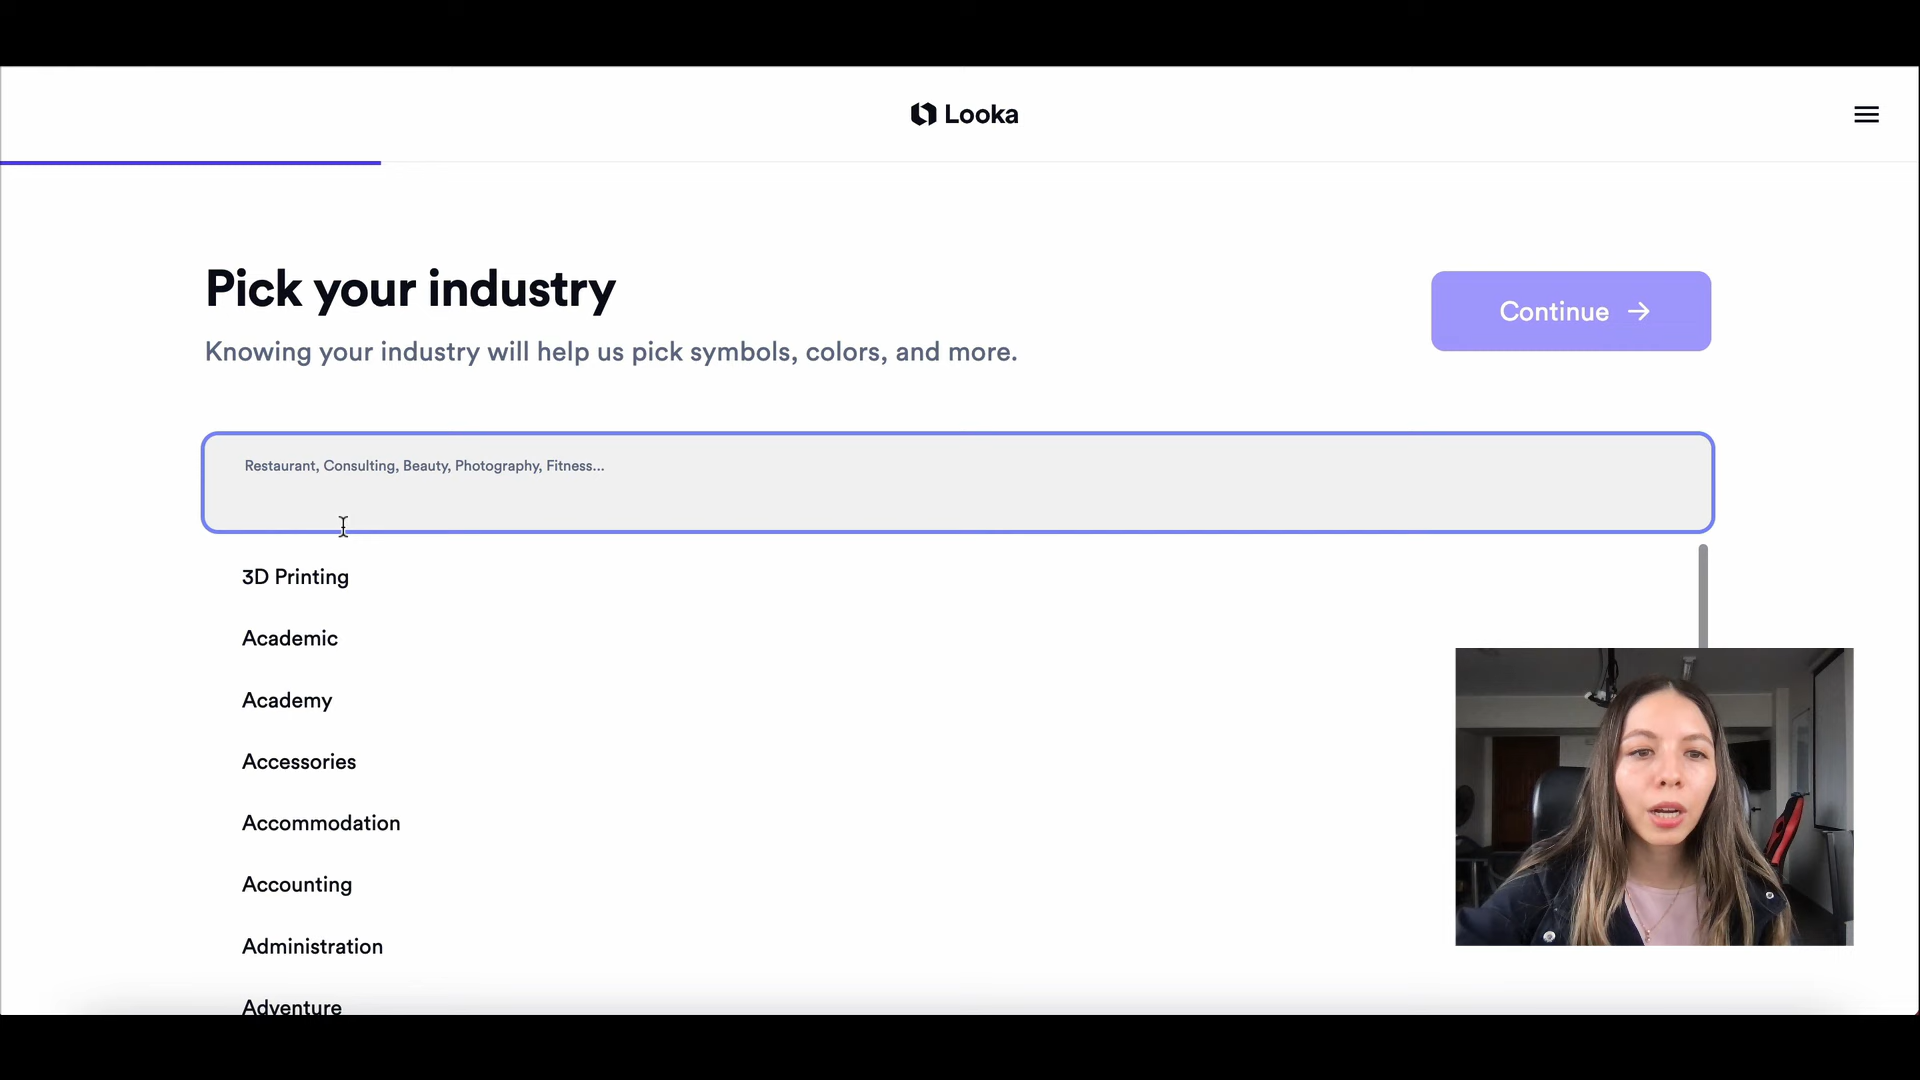 Looka
Pick your industry
Continue →
Knowing your industry will help us pick symbols, colors, and more.
Restaurant, Consulting, Beauty, Photography, Fitness...
3D Printing
Academic
Academy
Accessories
Accommodation
Accounting
Administration
Adventure